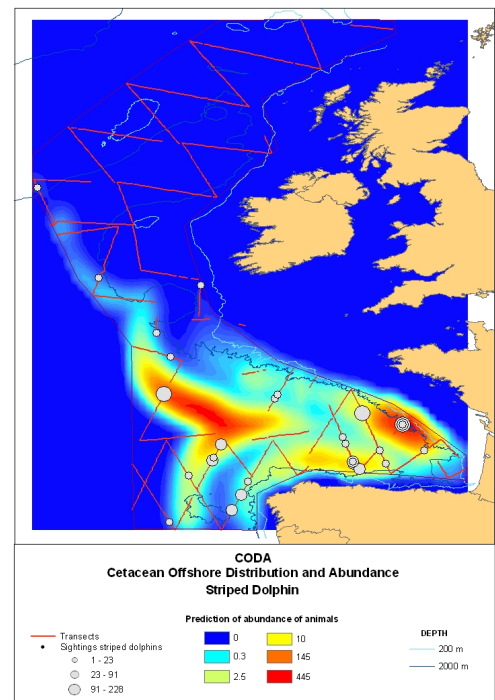 CODA
Cetacean Offshore Distribution and Abundance
Striped Dolphin
Prediction of abundance of animals
Transects
Sightings striped dolphins
1 - 23
23 - 91
91 - 228
0
0.3
2.5
10
145
445
DEPTH
200 m
2000 m